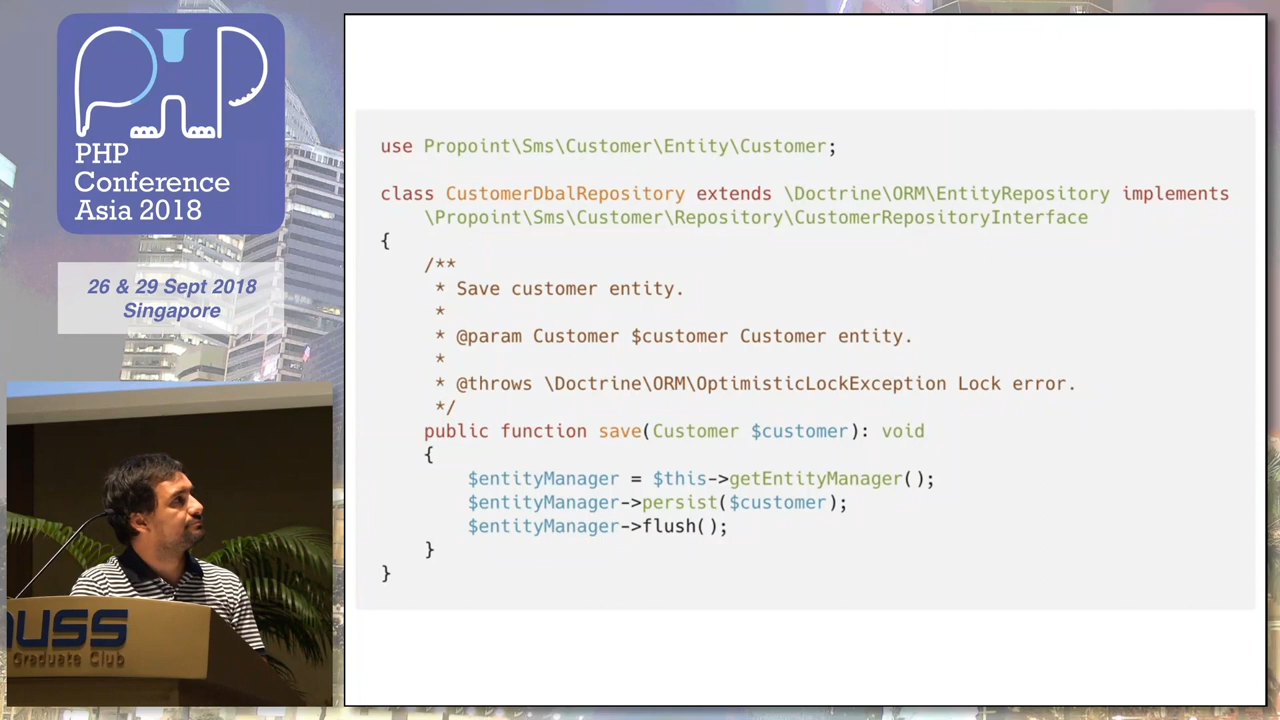 PHP
PHP
Conference
Asia 2018
26 & 29 Sept 2018
Singapore
use Propoint\Sms\Customer\Entity\Customer;
class CustomerDbalRepository extends \Doctrine\ORM\EntityRepository implements
\Propoint\Sms\Customer\Repository\CustomerRepositoryInterface
{
/**
* Save customer entity.
*
* @param Customer $customer Customer entity.
*
* @throws \Doctrine\ORM\OptimisticLockException Lock error.
*/
public function save(Customer $customer): void
{
$entityManager = $this->getEntityManager();
$entityManager->persist($customer);
$entityManager->flush();
}
}
nuss
Graduate Club